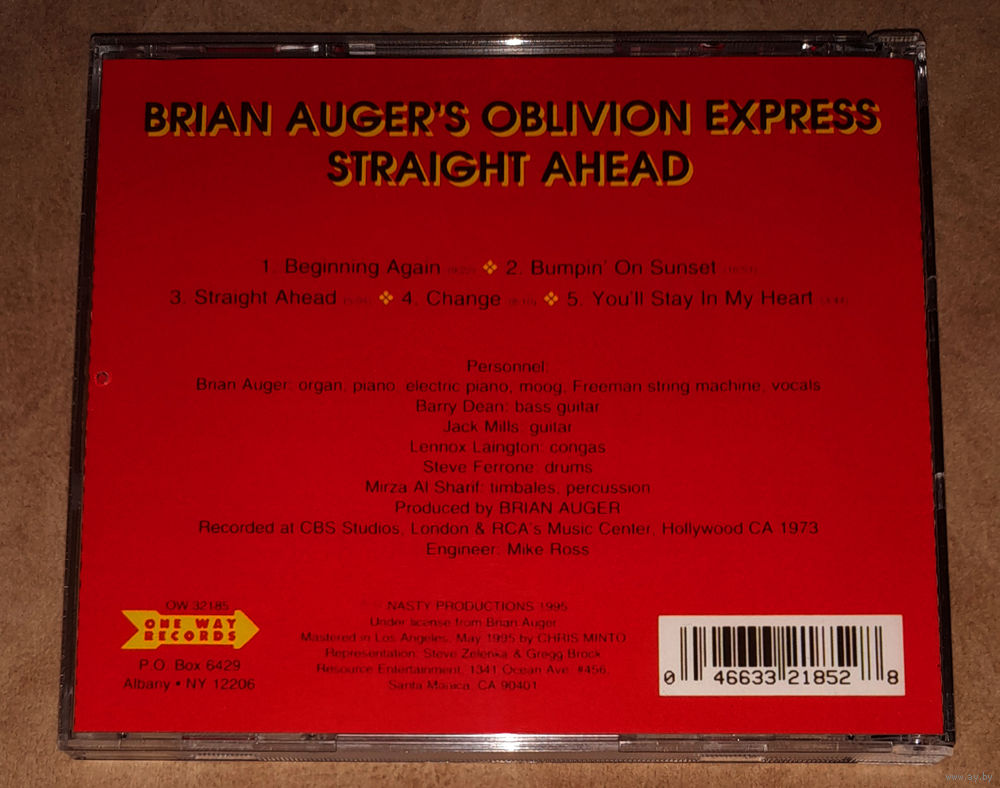 BRIAN AUGER'S OBLIVION EXPRESS
STRAIGHT AHEAD
1. Beginning Again ❖ 2. Bumpin' On Sunset
3. Straight Ahead ❖ 4. Change ❖ 5. You'll Stay In My Heart
Personnel:
Brian Auger: organ, piano, electric piano, moog, Freeman string machine, vocals
Barry Dean: bass guitar
Jack Mills: guitar
Lennox Laington: congas
Steve Ferrone: drums
Mirza Al Sharif: timbales, percussion
Produced by BRIAN AUGER
Recorded at CBS Studios, London & RCA's Music Center, Hollywood CA 1973
Engineer: Mike Ross
OW 32185
ONE WAY
RECORDS
P.O. Box 6429
Albany • NY 12206
NASTY PRODUCTIONS 1995
Under license from Brian Auger
Mastered in Los Angeles, May 1995 by CHRIS MINTO
Representation: Steve Zelenka & Gregg Brock
Resource Entertainment, 1341 Ocean Ave. #456,
Santa Monica, CA 90401
0 46633 21852 8
www.ay.by